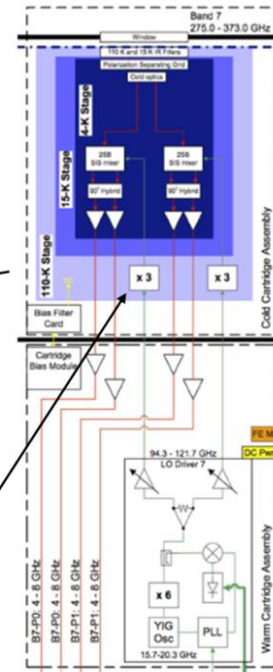 Band 7
275.0 - 373.0 GHz
Window
110 K and 15 K IR Filters
Polarization Separating Grid
Cold optics
4-K Stage
15-K Stage
110-K Stage
2SB
SIS mixer
2SB
SIS mixer
90° Hybrid
90° Hybrid
x 3
x 3
Bias Filter
Card
Cold Cartridge Assembly
Cartridge
Bias Module
FE M
DC Pwr
94.3 - 121.7 GHz
LO Driver 7
B7-P0: 4 - 8 GHz
B7-P0: 4 - 8 GHz
B7-P1: 4 - 8 GHz
B7-P1: 4 - 8 GHz
x 6
YIG
Osc
PLL
15.7-20.3 GHz
Warm Cartridge Assembly